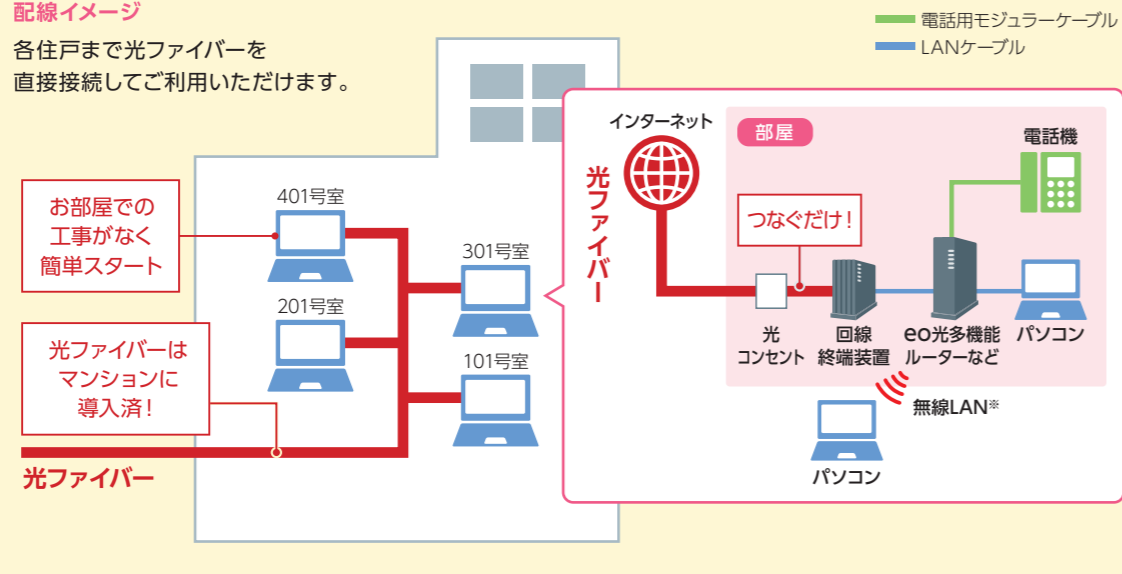 配線イメージ
各住戸まで光ファイバーを
直接接続してご利用いただけます。
電話用モジュラーケーブル
LANケーブル
お部屋での
工事がなく
簡単スタート
光ファイバーは
マンションに
導入済！
光ファイバー
401号室
301号室
201号室
101号室
インターネット
光ファイバー
部屋
電話機
つなぐだけ！
光
コンセント
回線
終端装置
eo光多機能
ルーターなど
パソコン
無線LAN※
パソコン